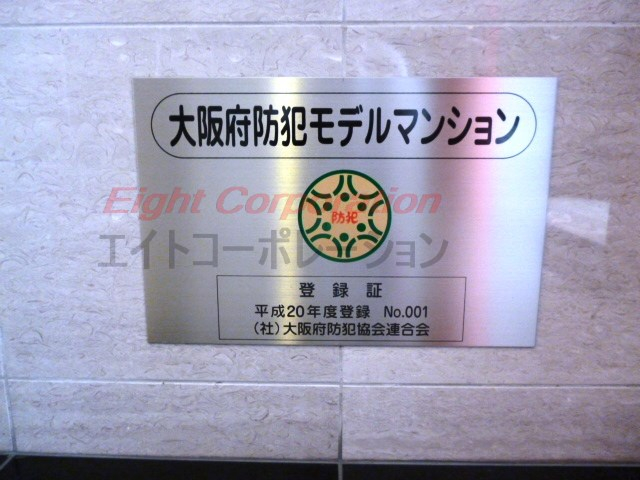 大阪府防犯モデルマンション
Eight Corporation
防犯
エイトコーポレーション
登録証
平成20年度登録 No.001
(社)大阪府防犯協会連合会